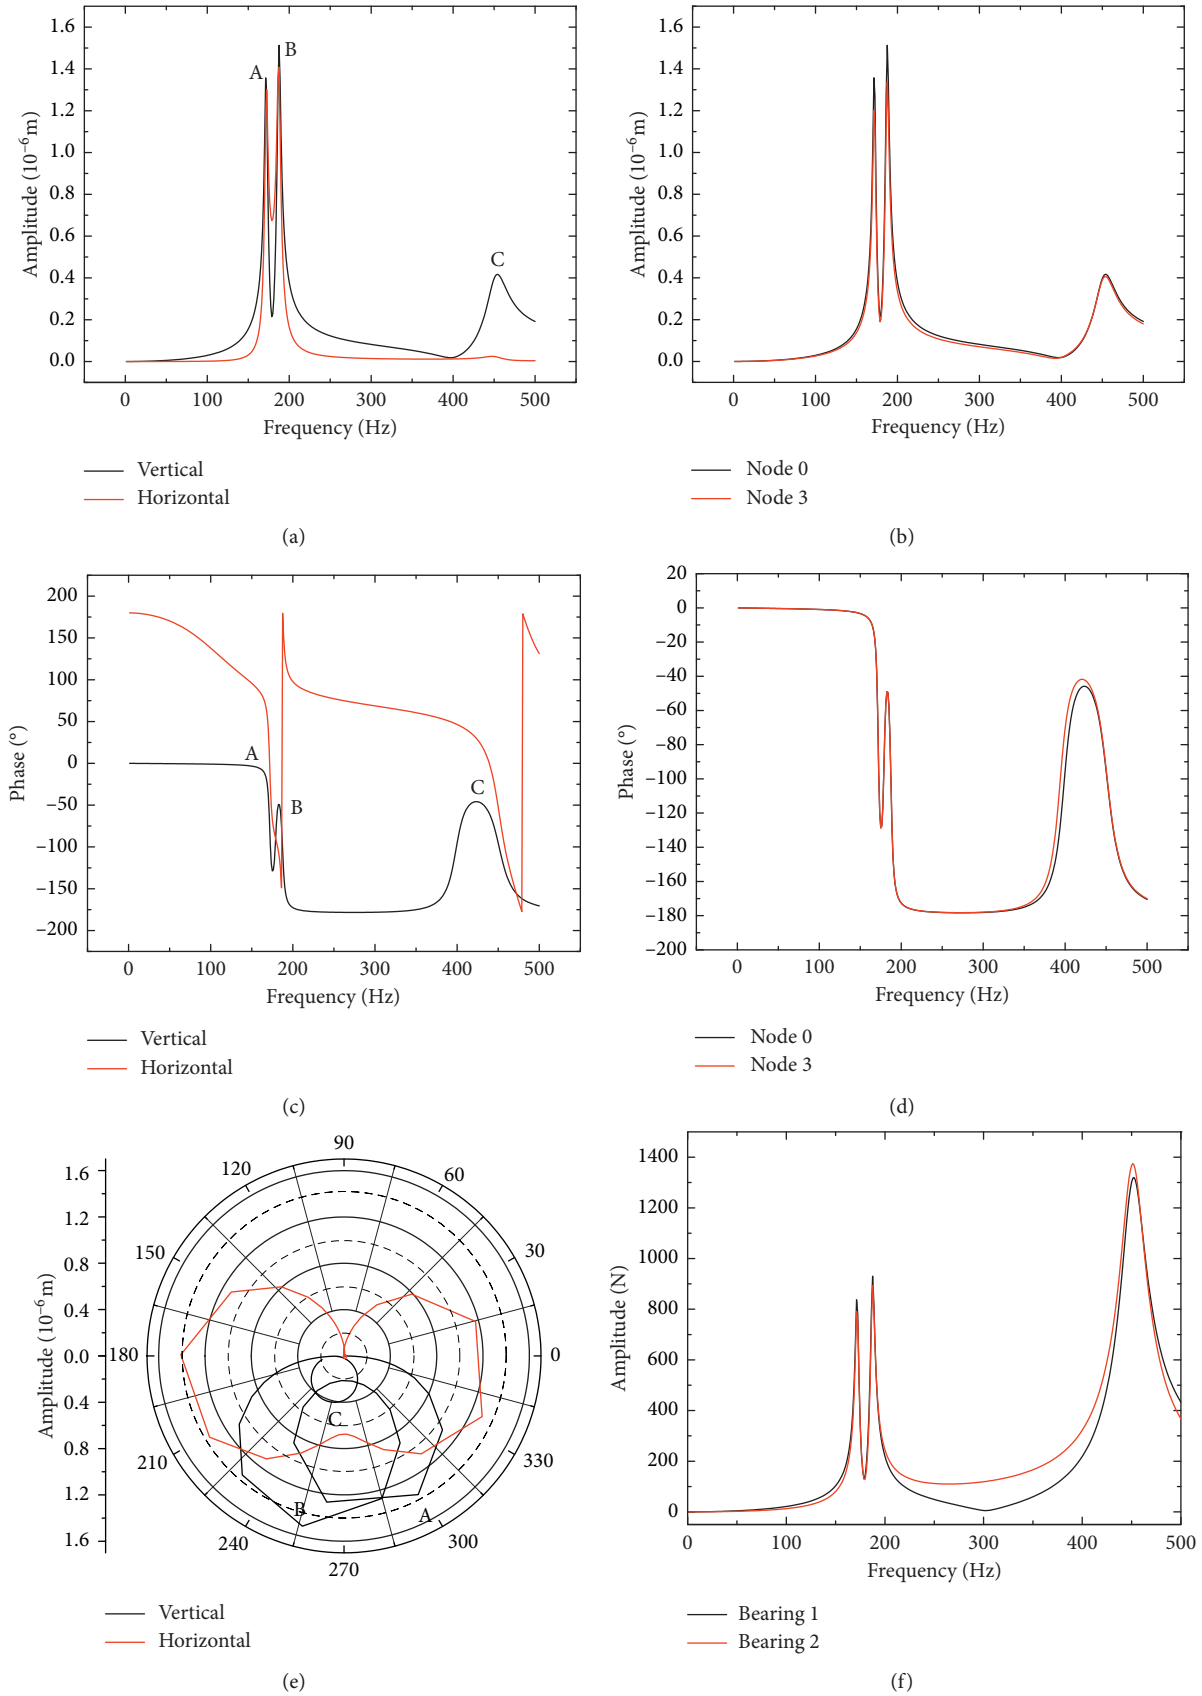 1.6
1.4
1.2
1.0
0.8
0.6
0.4
0.2
0.0
Amplitude (10⁻⁶m)
A
B
C
0 100 200 300 400 500
Frequency (Hz)
Vertical
Horizontal
(a)
1.6
1.4
1.2
1.0
0.8
0.6
0.4
0.2
0.0
Amplitude (10⁻⁶m)
0 100 200 300 400 500
Frequency (Hz)
Node 0
Node 3
(b)
200
150
100
50
0
−50
−100
−150
−200
Phase (°)
A
B
C
0 100 200 300 400 500
Frequency (Hz)
Vertical
Horizontal
(c)
20
0
−20
−40
−60
−80
−100
−120
−140
−160
−180
−200
Phase (°)
0 100 200 300 400 500
Frequency (Hz)
Node 0
Node 3
(d)
1.6
1.2
0.8
0.4
0.0
0.4
0.8
1.2
1.6
Amplitude (10⁻⁶m)
90
120
60
150
30
180
0
210
330
240
300
270
C
B
A
Vertical
Horizontal
(e)
1400
1200
1000
800
600
400
200
0
Amplitude (N)
0 100 200 300 400 500
Frequency (Hz)
Bearing 1
Bearing 2
(f)